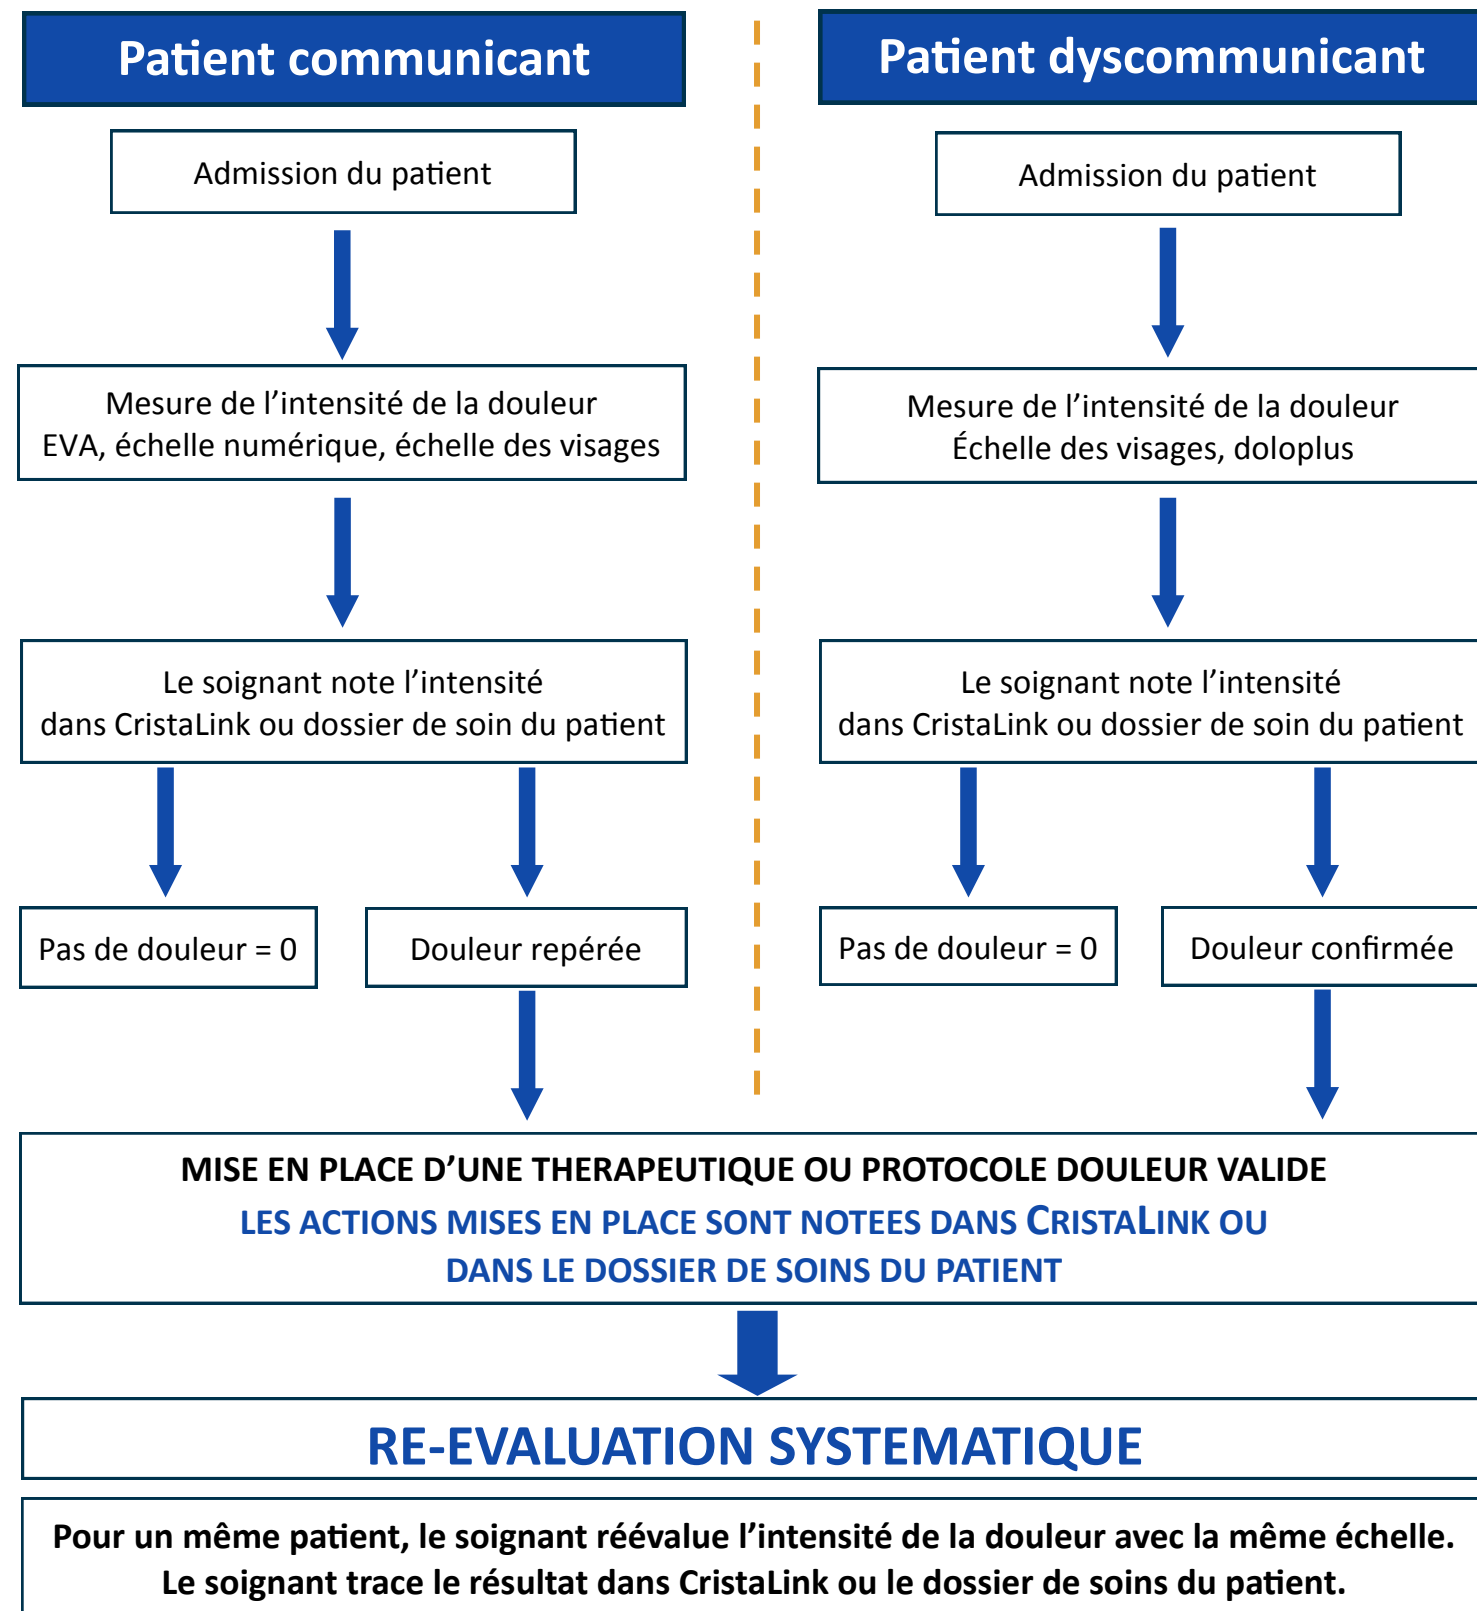 Patient communicant
Admission du patient
Mesure de l’intensité de la douleur
EVA, échelle numérique, échelle des visages
Le soignant note l’intensité
dans CristaLink ou dossier de soin du patient
Pas de douleur = 0
Douleur repérée
Patient dyscommunicant
Admission du patient
Mesure de l’intensité de la douleur
Échelle des visages, doloplus
Le soignant note l’intensité
dans CristaLink ou dossier de soin du patient
Pas de douleur = 0
Douleur confirmée
MISE EN PLACE D’UNE THERAPEUTIQUE OU PROTOCOLE DOULEUR VALIDE
LES ACTIONS MISES EN PLACE SONT NOTEES DANS CRISTALINK OU
DANS LE DOSSIER DE SOINS DU PATIENT
RE-EVALUATION SYSTEMATIQUE
Pour un même patient, le soignant réévalue l’intensité de la douleur avec la même échelle.
Le soignant trace le résultat dans CristaLink ou le dossier de soins du patient.